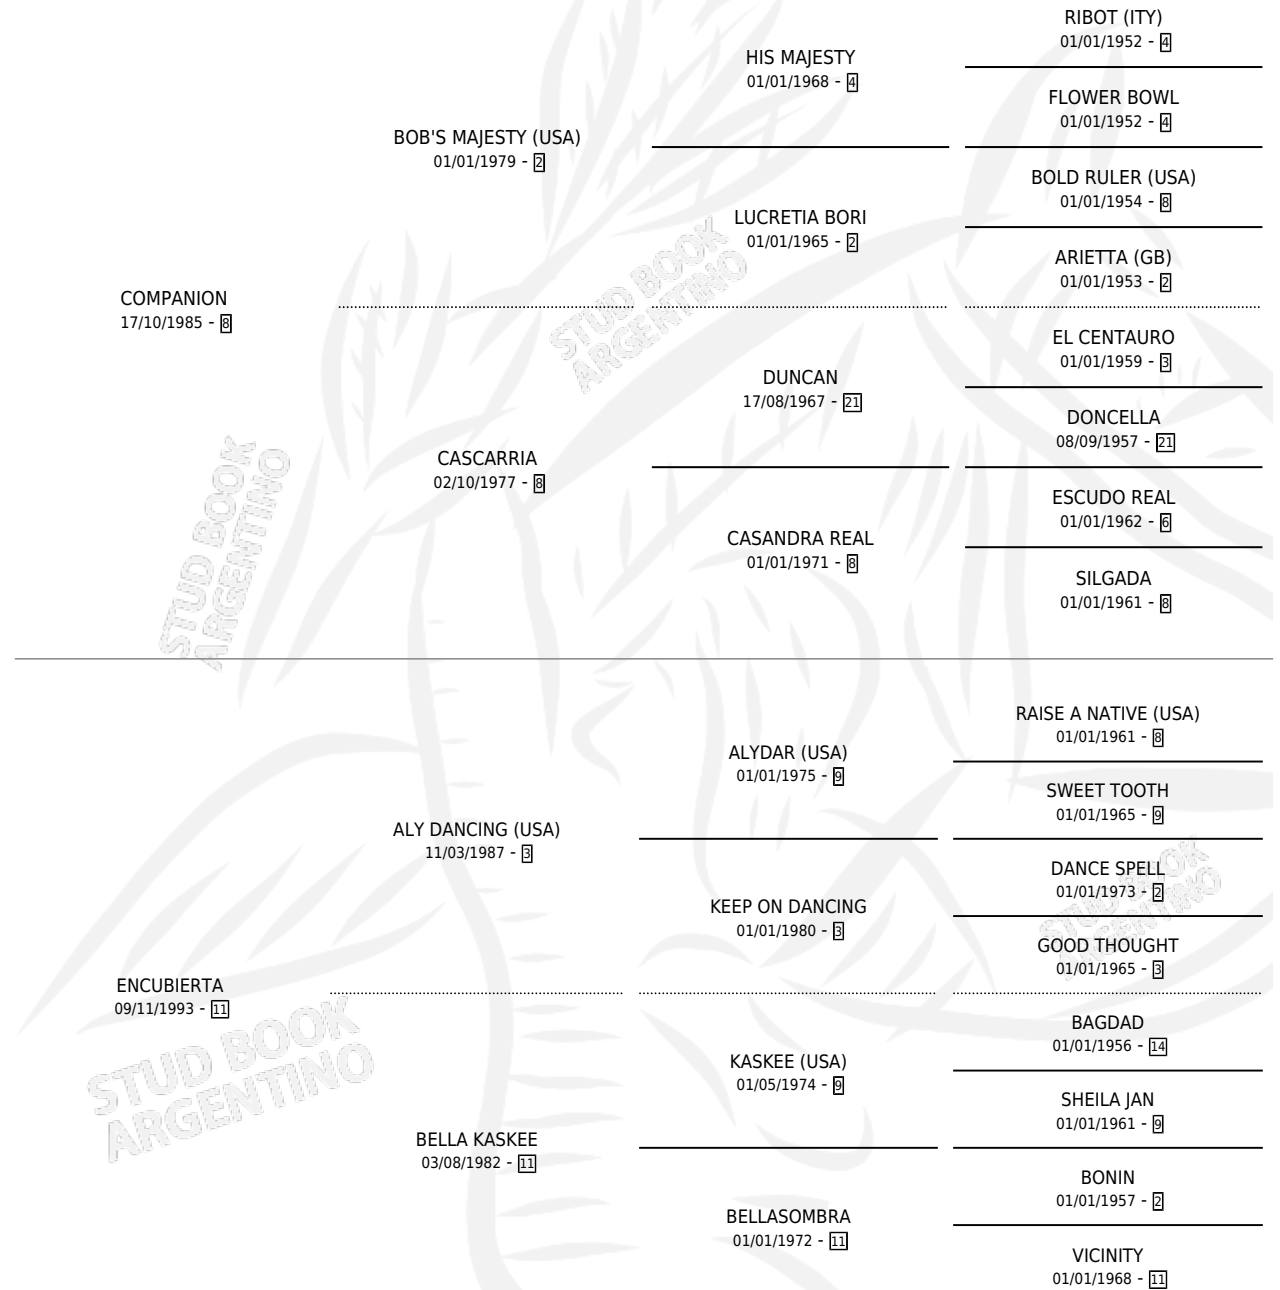 RIBOT (ITY)
01/01/1952 - 4
HIS MAJESTY
01/01/1968 - 4
FLOWER BOWL
01/01/1952 - 4
BOB'S MAJESTY (USA)
01/01/1979 - 2
BOLD RULER (USA)
01/01/1954 - 8
LUCRETIA BORI
01/01/1965 - 2
ARIETTA (GB)
01/01/1953 - 2
COMPANION
17/10/1985 - 8
STUD BOOK
ARGENTINO
EL CENTAURO
01/01/1959 - 3
DUNCAN
17/08/1967 - 21
DONCELLA
08/09/1957 - 21
CASCARRIA
02/10/1977 - 8
ESCUDO REAL
01/01/1962 - 6
CASANDRA REAL
01/01/1971 - 8
SILGADA
01/01/1961 - 8
STUD BOOK
ARGENTINO
RAISE A NATIVE (USA)
01/01/1961 - 8
ALYDAR (USA)
01/01/1975 - 9
SWEET TOOTH
01/01/1965 - 9
ALY DANCING (USA)
11/03/1987 - 3
DANCE SPELL
01/01/1973 - 2
KEEP ON DANCING
01/01/1980 - 3
GOOD THOUGHT
01/01/1965 - 3
STUD BOOK
ARGENTINO
ENCUBIERTA
09/11/1993 - 11
BAGDAD
01/01/1956 - 14
KASKEE (USA)
01/05/1974 - 9
SHEILA JAN
01/01/1961 - 9
STUD BOOK
ARGENTINO
BELLA KASKEE
03/08/1982 - 11
BONIN
01/01/1957 - 2
BELLASOMBRA
01/01/1972 - 11
VICINITY
01/01/1968 - 11